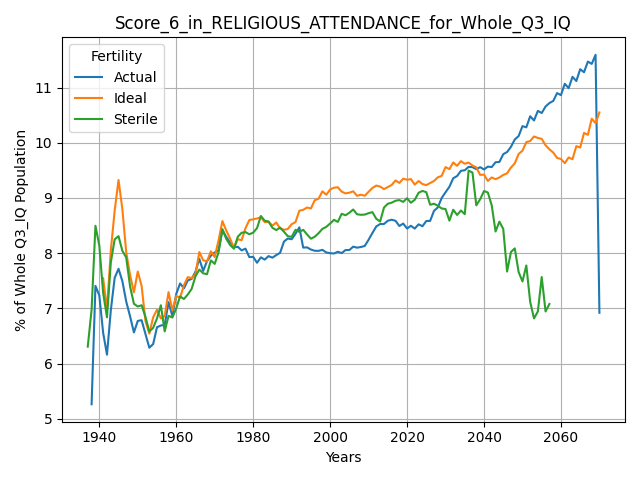 Score_6_in_RELIGIOUS_ATTENDANCE_for_Whole_Q3_IQ
Fertility
Actual
Ideal
Sterile
% of Whole Q3_IQ Population
11
10
9
8
7
6
5
1940 1960 1980 2000 2020 2040 2060
Years